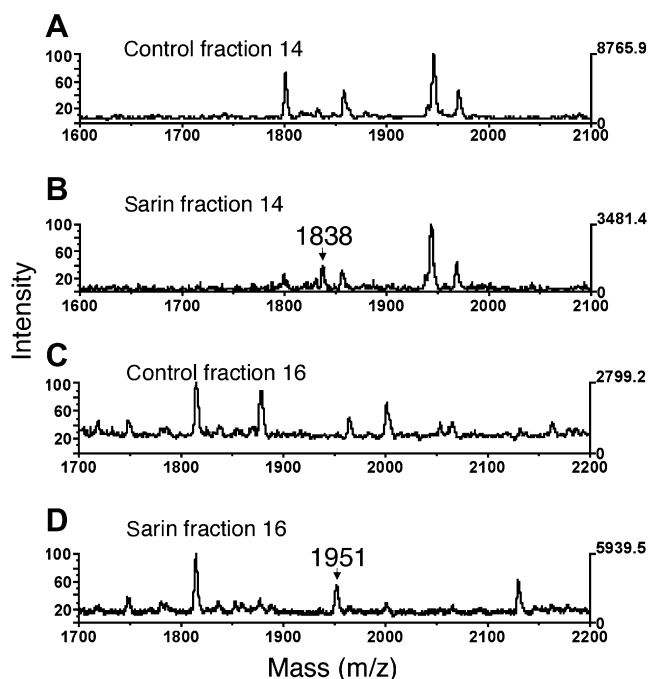 A
Control fraction 14
100
60
20
8765.9
0
1600 1700 1800 1900 2000 2100
B
Sarin fraction 14
1838
100
60
20
3481.4
0
1600 1700 1800 1900 2000 2100
Intensity
C
Control fraction 16
100
60
20
2799.2
0
1700 1800 1900 2000 2100 2200
D
Sarin fraction 16
1951
100
60
20
5939.5
0
1700 1800 1900 2000 2100 2200
Mass (m/z)